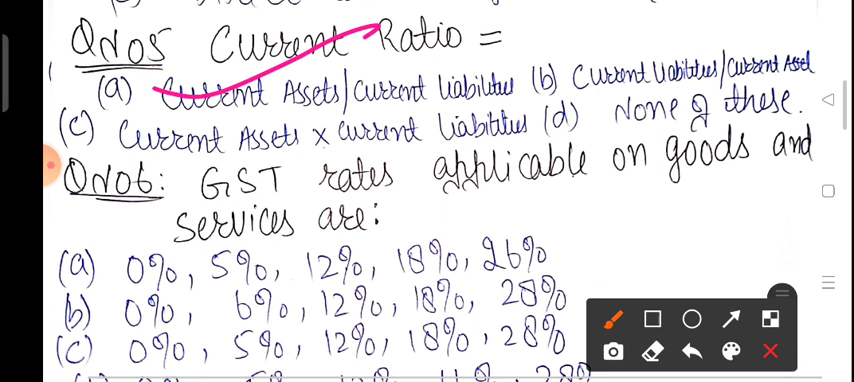 QNo5 Current Ratio =
(a) Current Assets/Current liabilities (b) Current liabilities/Current Asset
(c) Current Assets x Current liabilities (d) None of these.
QNo6: GST rates applicable on goods and
services are:
(a) 0%, 5%, 12%, 18%, 26%
(b) 0%, 6%, 12%, 18%, 28%
(c) 0%, 5%, 12%, 18%, 28%